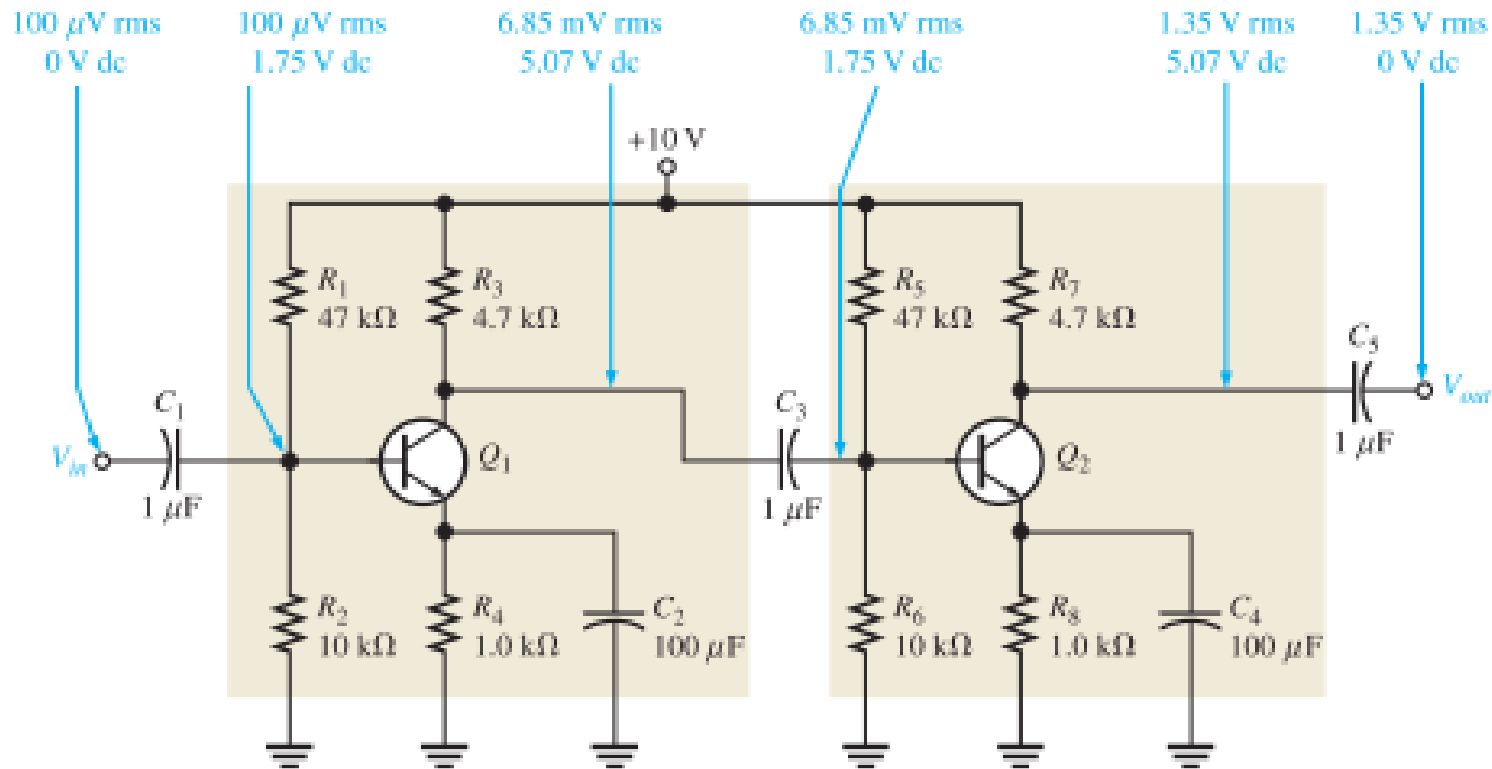 100 μV rms
0 V dc
100 μV rms
1.75 V dc
6.85 mV rms
5.07 V dc
6.85 mV rms
1.75 V dc
1.35 V rms
5.07 V dc
1.35 V rms
0 V dc
+10 V
R1
47 kΩ
R3
4.7 kΩ
R5
47 kΩ
R7
4.7 kΩ
C1
1 μF
C3
1 μF
C5
1 μF
Vin
Q1
Q2
Vout
R2
10 kΩ
R4
1.0 kΩ
C2
100 μF
R6
10 kΩ
R8
1.0 kΩ
C4
100 μF